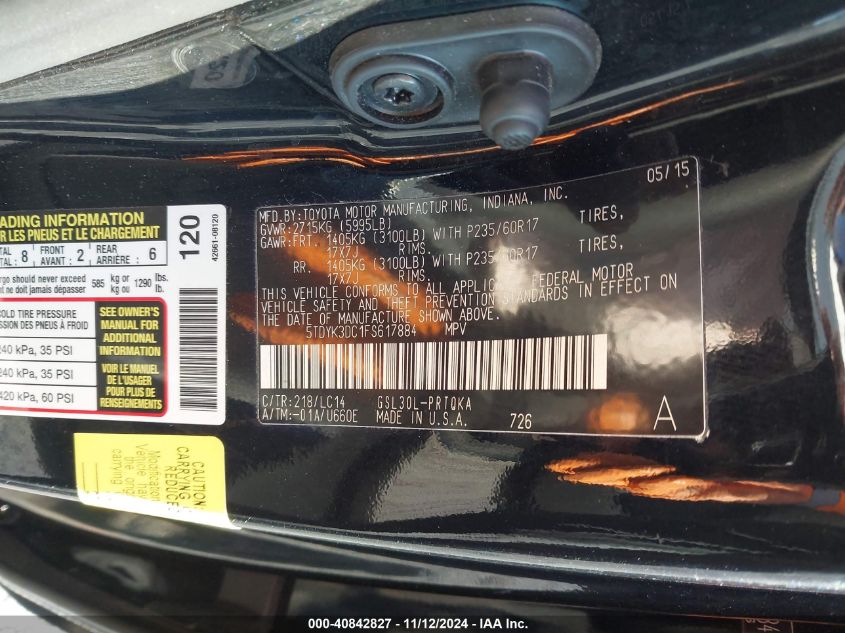 05/15
MFD.BY:TOYOTA MOTOR MANUFACTURING, INDIANA, INC.
GVWR:2715KG (5995LB)
GAWR:FRT. 1405KG (3100LB) WITH P235/60R17 TIRES,
17X7J RIMS.
RR. 1405KG (3100LB) WITH P235/60R17 TIRES,
17X7J RIMS.
THIS VEHICLE CONFORMS TO ALL APPLICABLE FEDERAL MOTOR
VEHICLE SAFETY AND THEFT PREVENTION STANDARDS IN EFFECT ON
THE DATE OF MANUFACTURE SHOWN ABOVE.
5TDYK3DC1FS617884 MPV
C/TR:218/LC14 GSL30L-PRTQKA
A/TM:-01A/U660E MADE IN U.S.A. 726 A
ADING INFORMATION
R LES PNEUS ET LE CHARGEMENT
TAL : 8 FRONT AVANT : 2 REAR ARRIÈRE : 6
rgo should never exceed 585 kg or 1290 lbs.
nt ne doit jamais dépasser kg ou lb.
OLD TIRE PRESSURE
SSION DES PNEUS À FROID
240 kPa, 35 PSI
240 kPa, 35 PSI
420 kPa, 60 PSI
SEE OWNER'S
MANUAL FOR
ADDITIONAL
INFORMATION
VOIR LE MANUEL
DE L'USAGER
POUR PLUS DE
RENSEIGNEMENTS
120
42661-08120
CAUTION
CARRYING
REDUCE
Modification
Vehicle
carrying
000-40842827 - 11/12/2024 - IAA Inc.